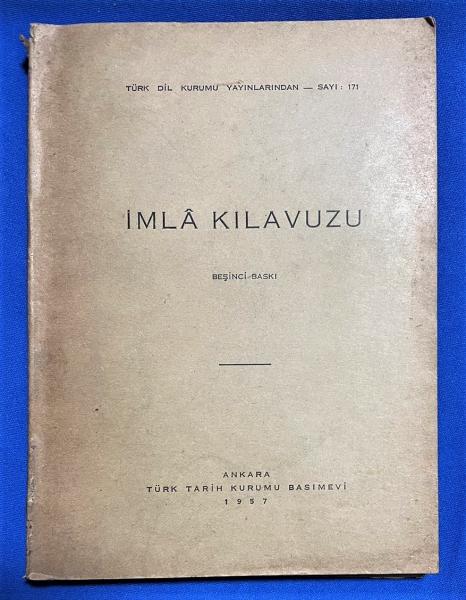 TÜRK DİL KURUMU YAYINLARINDAN — SAYI: 171
İMLÂ KILAVUZU
BEŞİNCİ BASKI
ANKARA
TÜRK TARİH KURUMU BASIMEVİ
1957